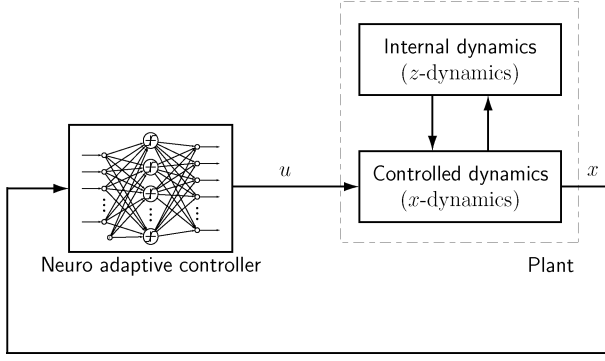 Internal dynamics
(z-dynamics)
u
Controlled dynamics
(x-dynamics)
x
Neuro adaptive controller
Plant